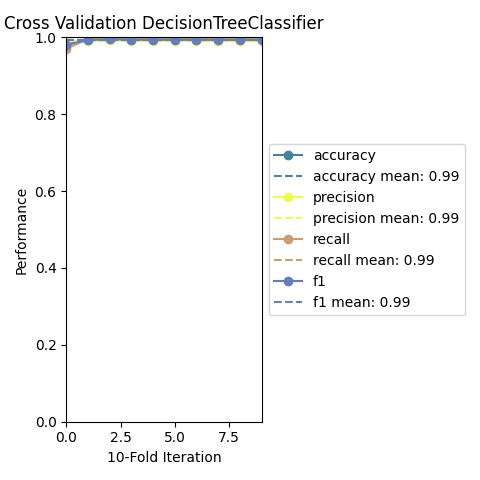 Cross Validation DecisionTreeClassifier
1.0
0.8
0.6
0.4
0.2
0.0
Performance
0.0 2.5 5.0 7.5
10-Fold Iteration
accuracy
accuracy mean: 0.99
precision
precision mean: 0.99
recall
recall mean: 0.99
f1
f1 mean: 0.99